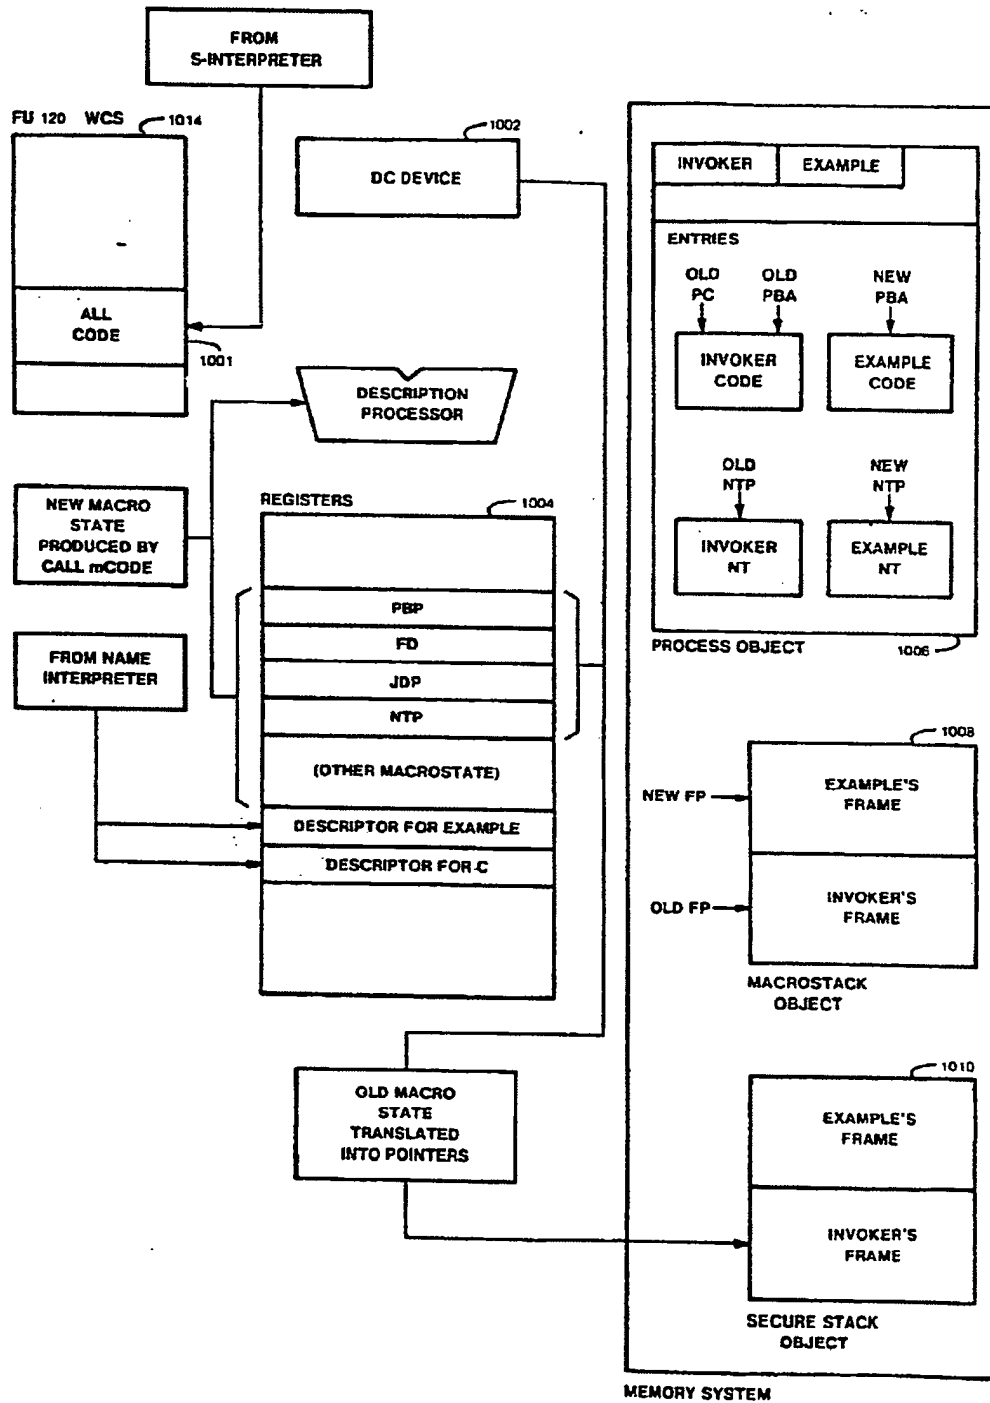 FROM
S-INTERPRETER
FU 120 WCS
1014
1002
DC DEVICE
ALL
CODE
1001
DESCRIPTION
PROCESSOR
NEW MACRO
STATE
PRODUCED BY
CALL mCODE
FROM NAME
INTERPRETER
REGISTERS
1004
PBP
FD
JDP
NTP
(OTHER MACROSTATE)
DESCRIPTOR FOR EXAMPLE
DESCRIPTOR FOR C
OLD MACRO
STATE
TRANSLATED
INTO POINTERS
INVOKER
EXAMPLE
ENTRIES
OLD
PC
OLD
PBA
NEW
PBA
INVOKER
CODE
EXAMPLE
CODE
OLD
NTP
NEW
NTP
INVOKER
NT
EXAMPLE
NT
PROCESS OBJECT
1006
1008
NEW FP
EXAMPLE'S
FRAME
OLD FP
INVOKER'S
FRAME
MACROSTACK
OBJECT
1010
EXAMPLE'S
FRAME
INVOKER'S
FRAME
SECURE STACK
OBJECT
MEMORY SYSTEM